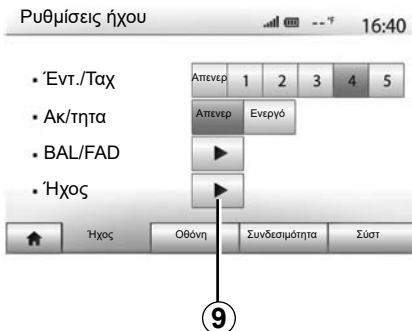 Ρυθμίσεις ήχου -- °F 16:40
• Έντ./Ταχ Απενερ 1 2 3 4 5
• Ακ/τητα Απενερ Ενεργό
• BAL/FAD
• Ήχος
Ήχος Οθόνη Συνδεσιμότητα Σύστ
9